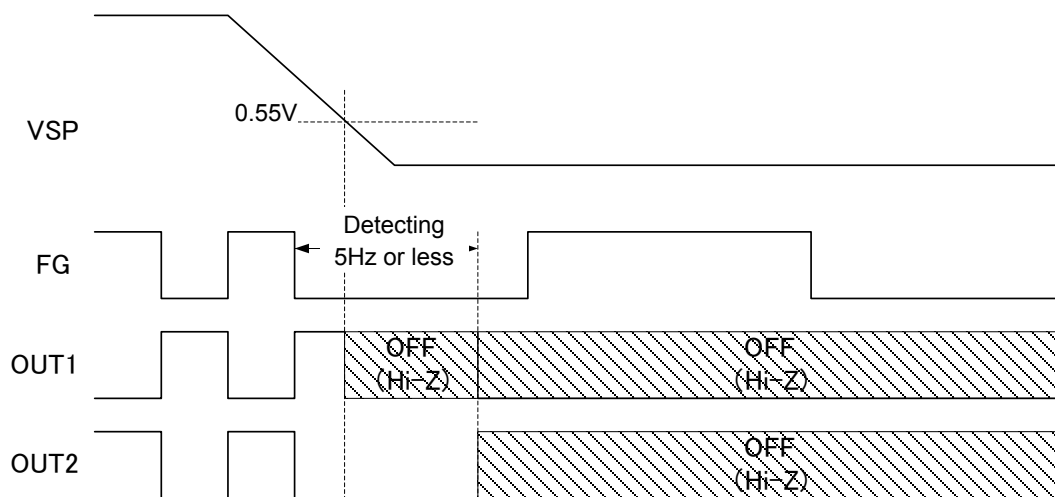 VSP
0.55V
Detecting
5Hz or less
FG
OUT1
OFF
(Hi-Z)
OFF
(Hi-Z)
OUT2
OFF
(Hi-Z)